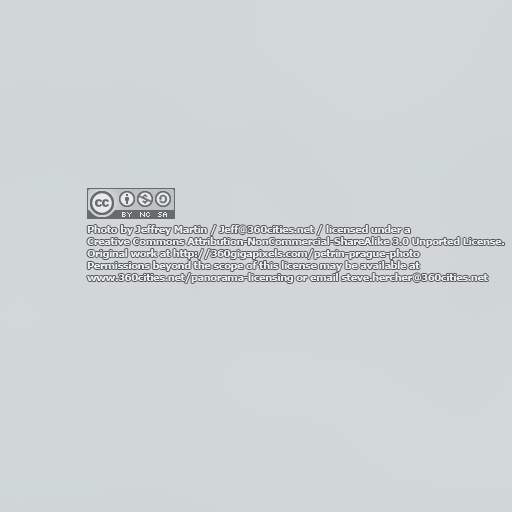 cc BY NC SA
Photo by Jeffrey Martin / Jeff@360cities.net / licensed under a
Creative Commons Attribution-NonCommercial-ShareAlike 3.0 Unported License.
Original work at http://360gigapixels.com/petrin-prague-photo
Permissions beyond the scope of this license may be available at
www.360cities.net/panorama-licensing or email steve.hercher@360cities.net